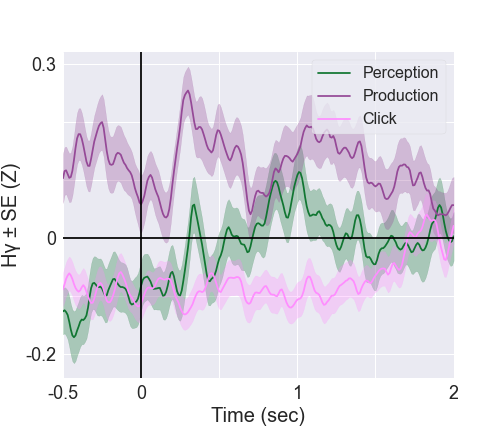 0.3
Perception
Production
Click
Hγ ± SE (Z)
0
-0.2
-0.5 0 1 2
Time (sec)